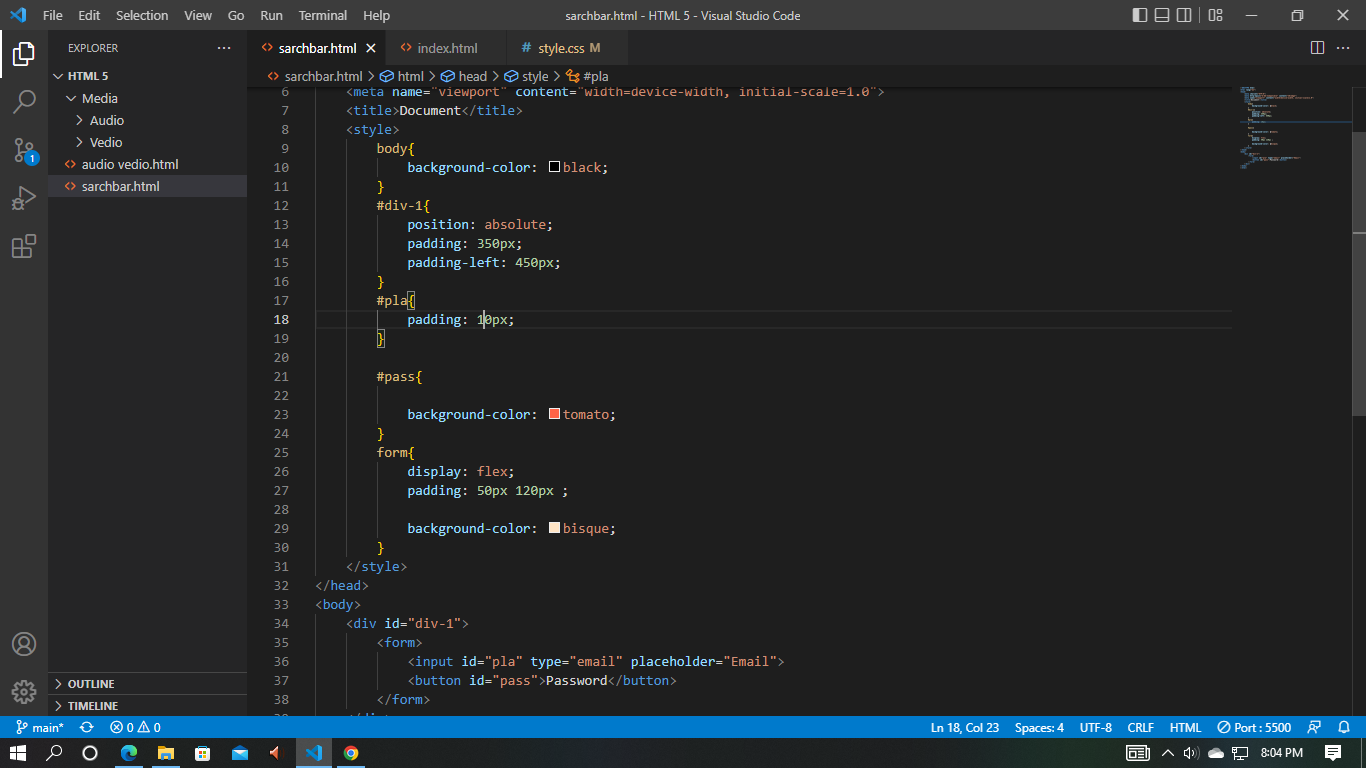 File Edit Selection View Go Run Terminal Help sarchbar.html - HTML 5 - Visual Studio Code
EXPLORER
sarchbar.html index.html # style.css M
HTML 5
sarchbar.html > html > head > style > #pla
Media
Audio
Vedio
audio vedio.html
sarchbar.html
6 <meta name="viewport" content="width=device-width, initial-scale=1.0">
7 <title>Document</title>
8 <style>
9 body{
10 background-color: black;
11 }
12 #div-1{
13 position: absolute;
14 padding: 350px;
15 padding-left: 450px;
16 }
17 #pla{
18 padding: 10px;
19 }
20
21 #pass{
22
23 background-color: tomato;
24 }
25 form{
26 display: flex;
27 padding: 50px 120px ;
28
29 background-color: bisque;
30 }
31 </style>
32 </head>
33 <body>
34 <div id="div-1">
35 <form>
36 <input id="pla" type="email" placeholder="Email">
37 <button id="pass">Password</button>
38 </form>
OUTLINE
TIMELINE
1
main* 0 0 Ln 18, Col 23 Spaces: 4 UTF-8 CRLF HTML Port : 5500
8:04 PM